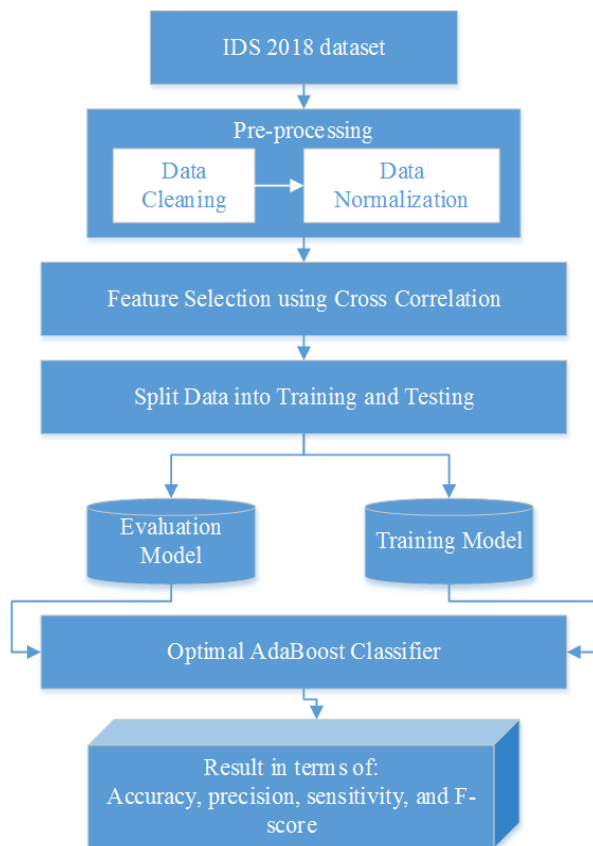 IDS 2018 dataset
Pre-processing
Data
Cleaning
Data
Normalization
Feature Selection using Cross Correlation
Split Data into Training and Testing
Evaluation
Model
Training Model
Optimal AdaBoost Classifier
Result in terms of:
Accuracy, precision, sensitivity, and F-
score